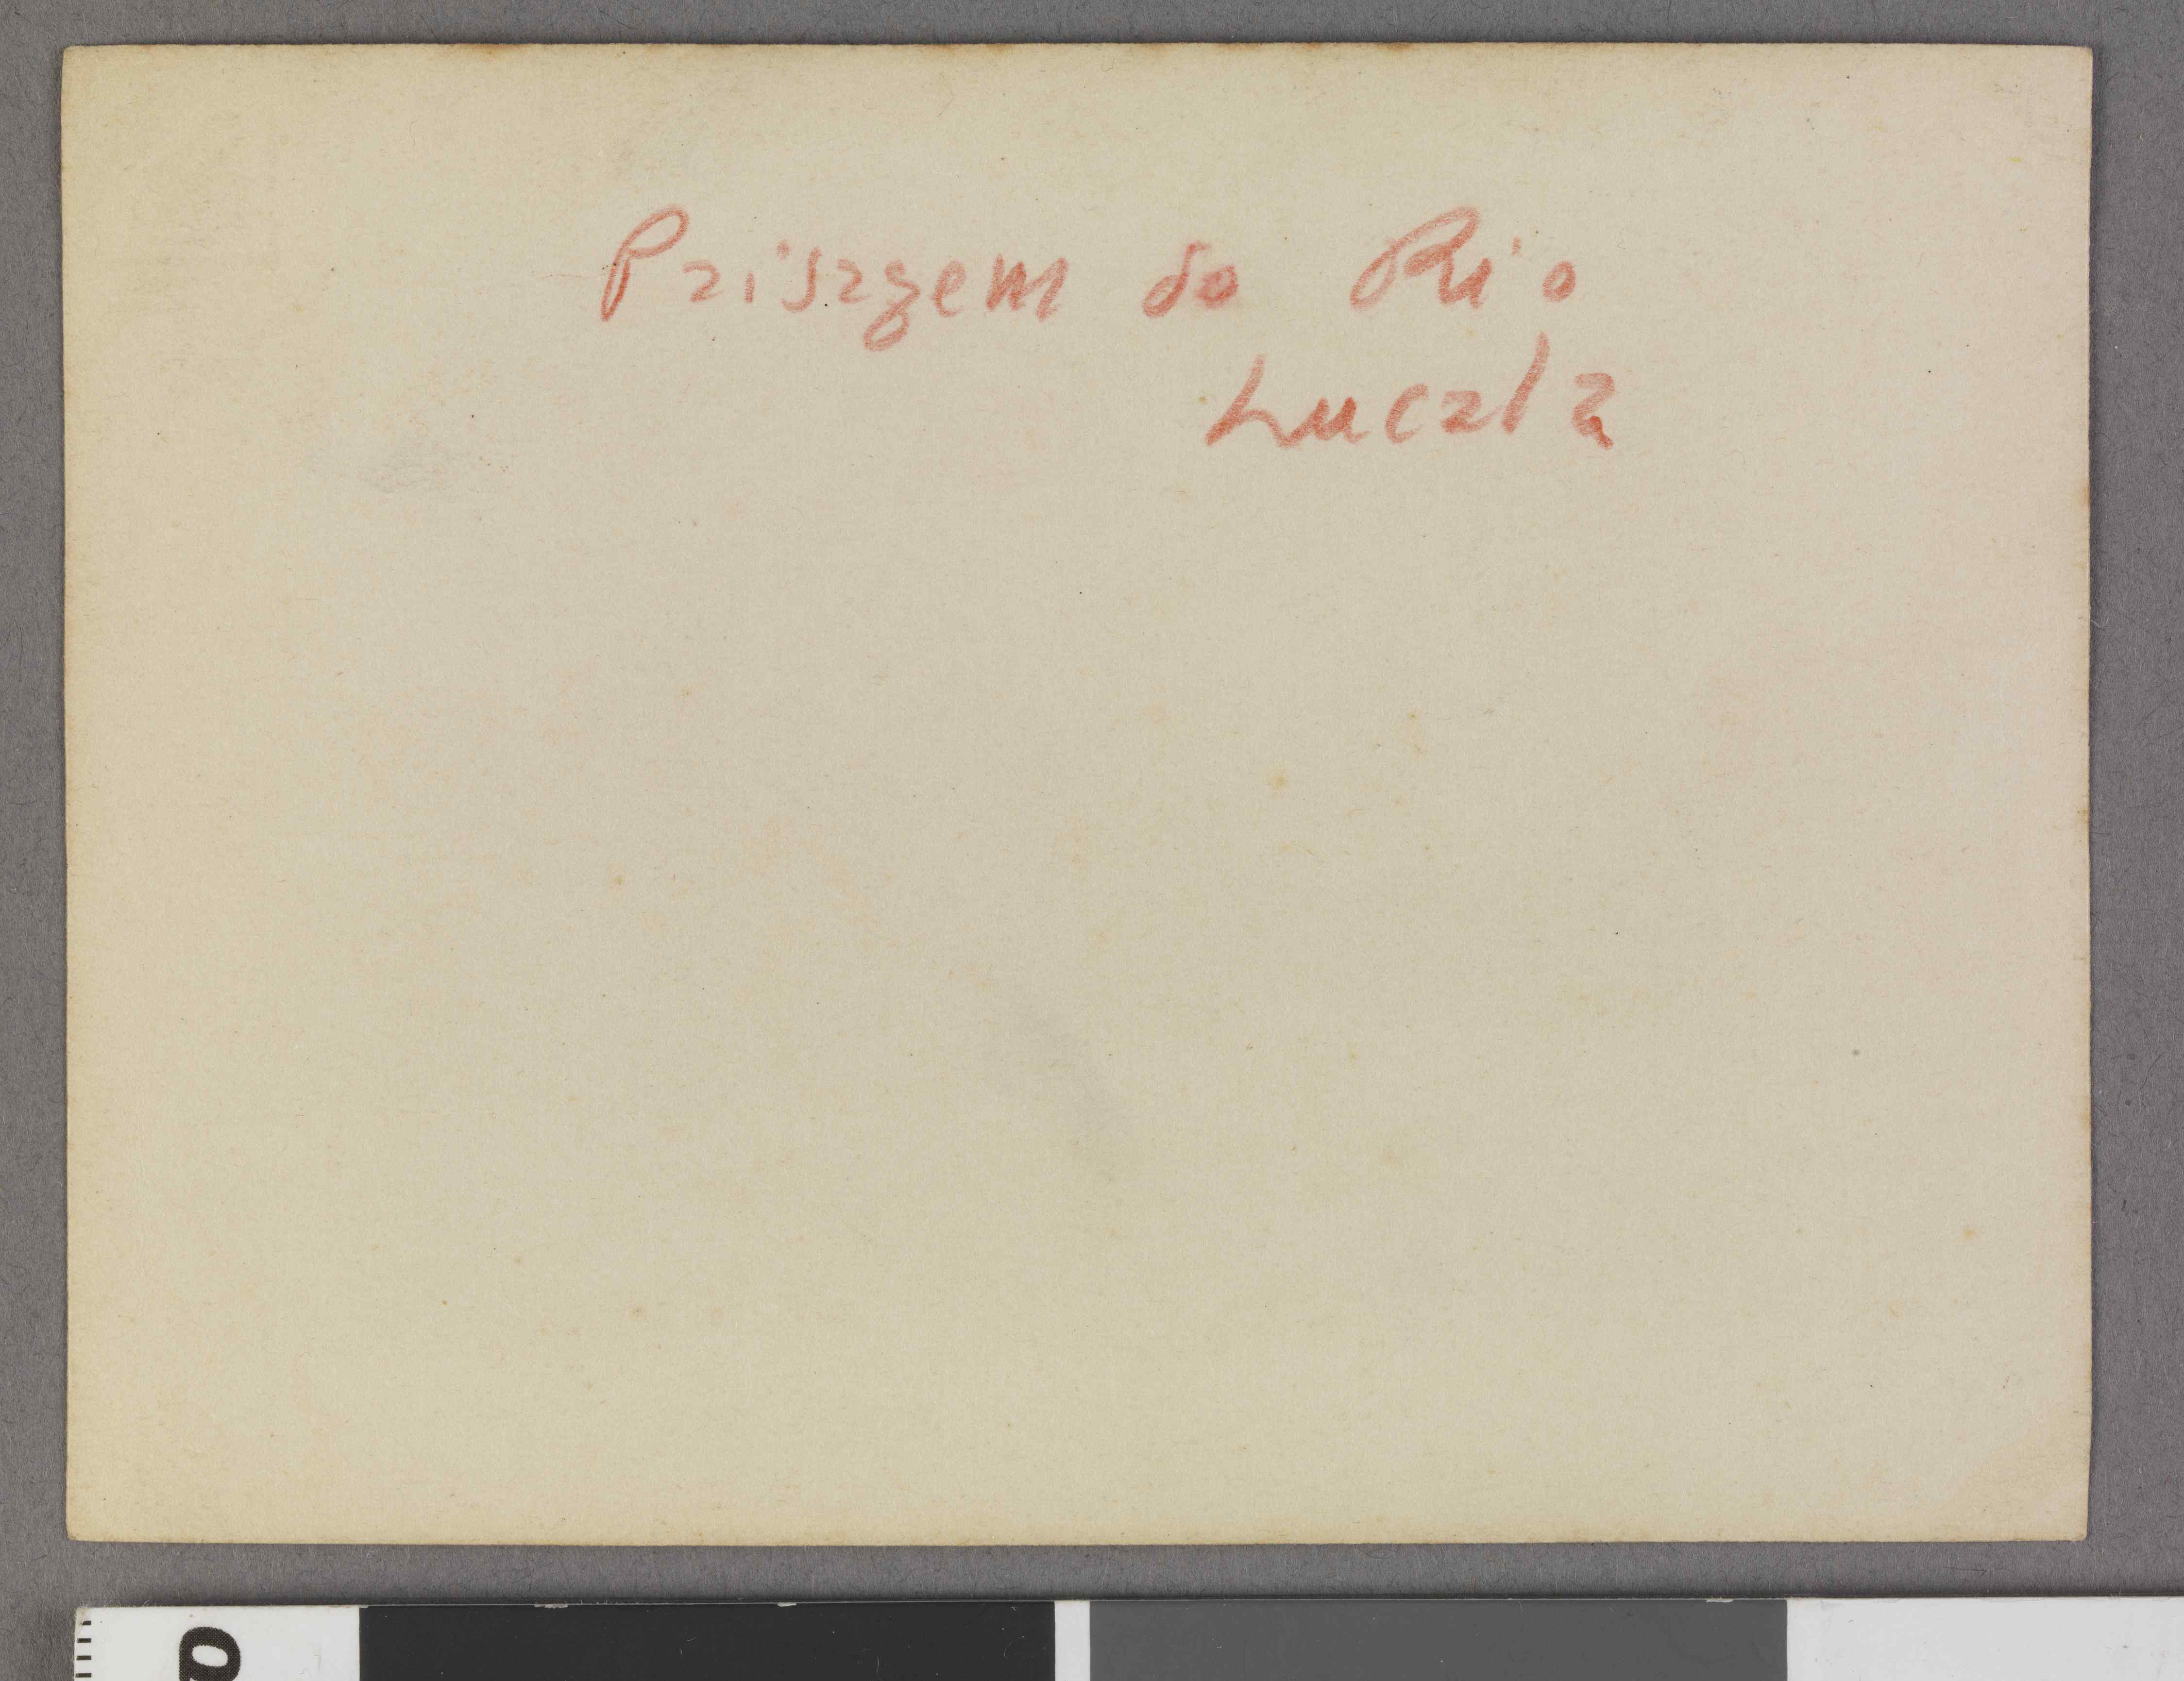 Paisagem do Rio
Lucala